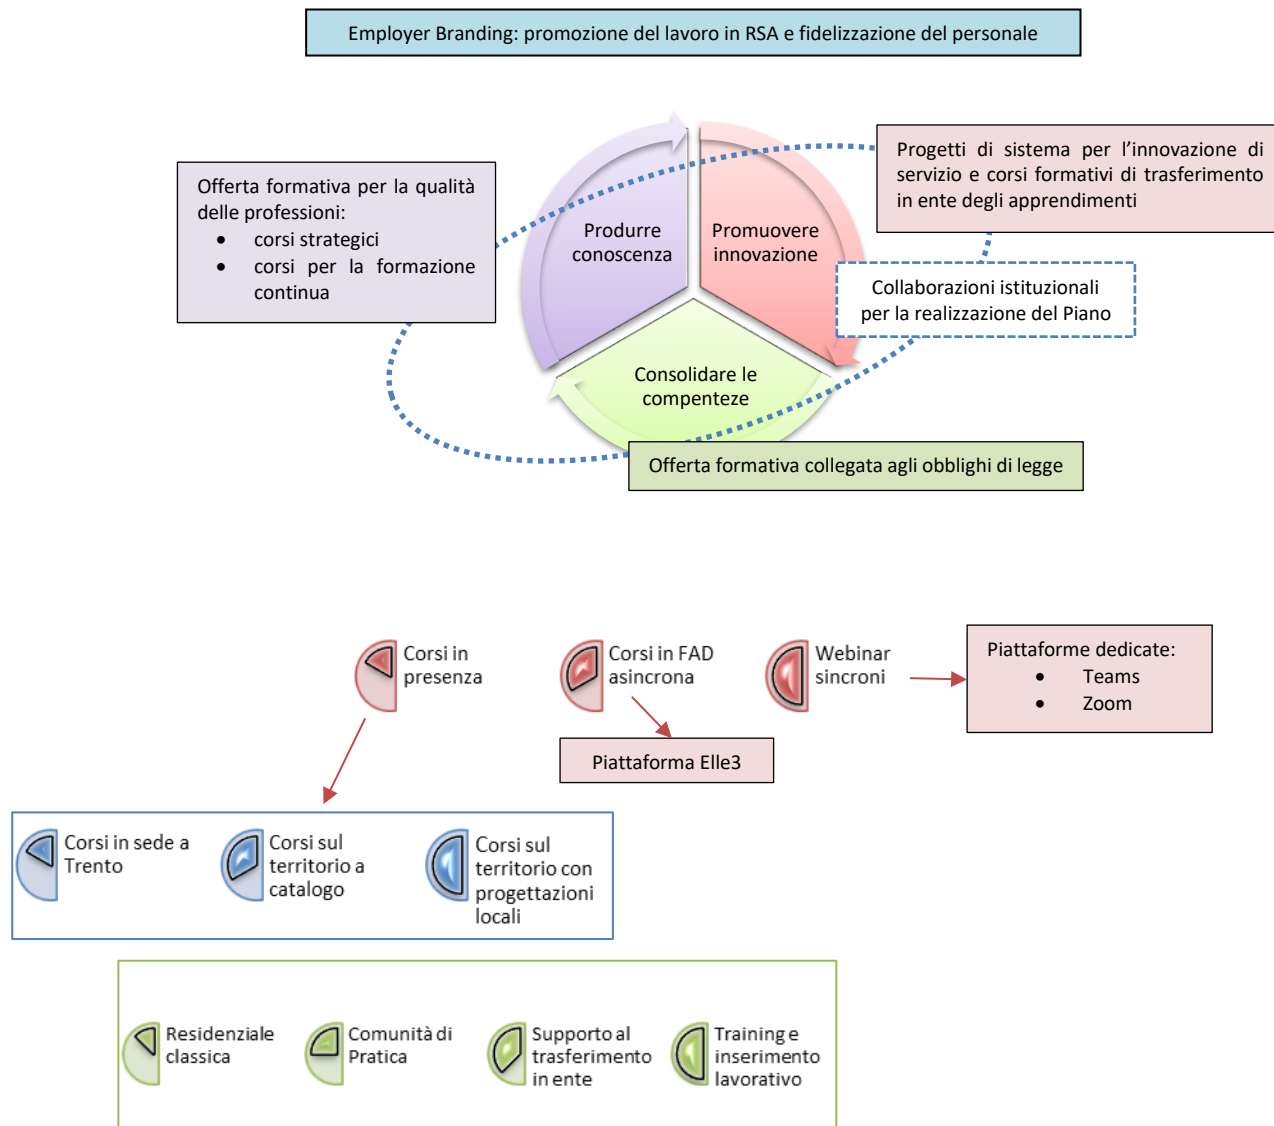 Employer Branding: promozione del lavoro in RSA e fidelizzazione del personale
Offerta formativa per la qualità
delle professioni:
• corsi strategici
• corsi per la formazione
continua
Produrre
conoscenza
Promuovere
innovazione
Progetti di sistema per l’innovazione di
servizio e corsi formativi di trasferimento
in ente degli apprendimenti
Collaborazioni istituzionali
per la realizzazione del Piano
Consolidare le
compenteze
Offerta formativa collegata agli obblighi di legge
Corsi in
presenza
Corsi in FAD
asincrona
Webinar
sincroni
Piattaforme dedicate:
• Teams
• Zoom
Piattaforma Elle3
Corsi in sede a
Trento
Corsi sul
territorio a
catalogo
Corsi sul
territorio con
progettazioni
locali
Residenziale
classica
Comunità di
Pratica
Supporto al
trasferimento
in ente
Training e
inserimento
lavorativo